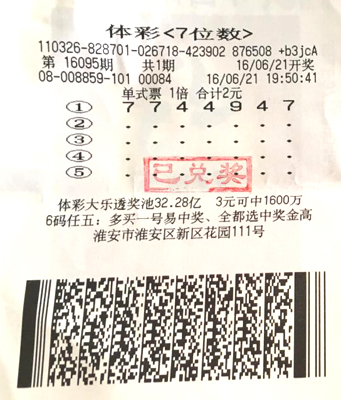 体彩<7位数>
110326-828701-026718-423902 876508 +b3jcA
第 16095期 共1期 16/06/21开奖
08-008859-101 00084 16/06/21 19:50:41
单式票 1倍 合计2元
① 7 7 4 4 9 4 7
② . . . . . . .
③ . . . . . . .
④ . . . . . . .
⑤ . . . . . . .
已兑奖
体彩大乐透奖池32.28亿 3元可中1600万
6码任五：多买一号易中奖、全都选中奖金高
淮安市淮安区新区花园111号